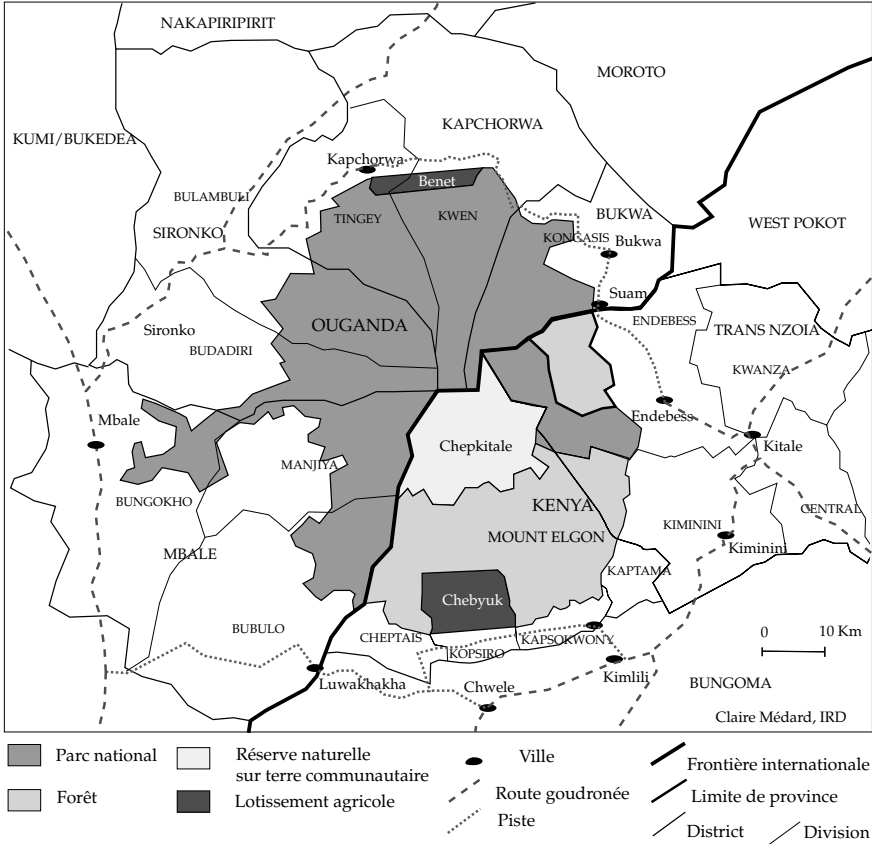 NAKAPIRIPIRIT
MOROTO
KUMI/BUKEDEA
KAPCHORWA
Kapchorwa
Benet
BULAMBULI
TINGEY
KWEN
BUKWA
WEST POKOT
SIRONKO
KONGASIS
Bukwa
Suam
OUGANDA
ENDEBESS
TRANS NZOIA
Sironko
BUDADIRI
KWANZA
Mbale
Endebess
Chepkitale
Kitale
MANJIYA
BUNGOKHO
KENYA
CENTRAL
MOUNT ELGON
KIMININI
MBALE
Kiminini
KAPTAMA
Chebyuk
BUBULO
CHEPTAIS
KAPSOKWONY
0 10 Km
KOPSIRO
Luwakhakha
Kimlili
Chwele
BUNGOMA
Claire Médard, IRD
Parc national
Réserve naturelle
sur terre communautaire
Ville
Frontière internationale
Forêt
Lotissement agricole
Route goudronée
Limite de province
Piste
District
Division